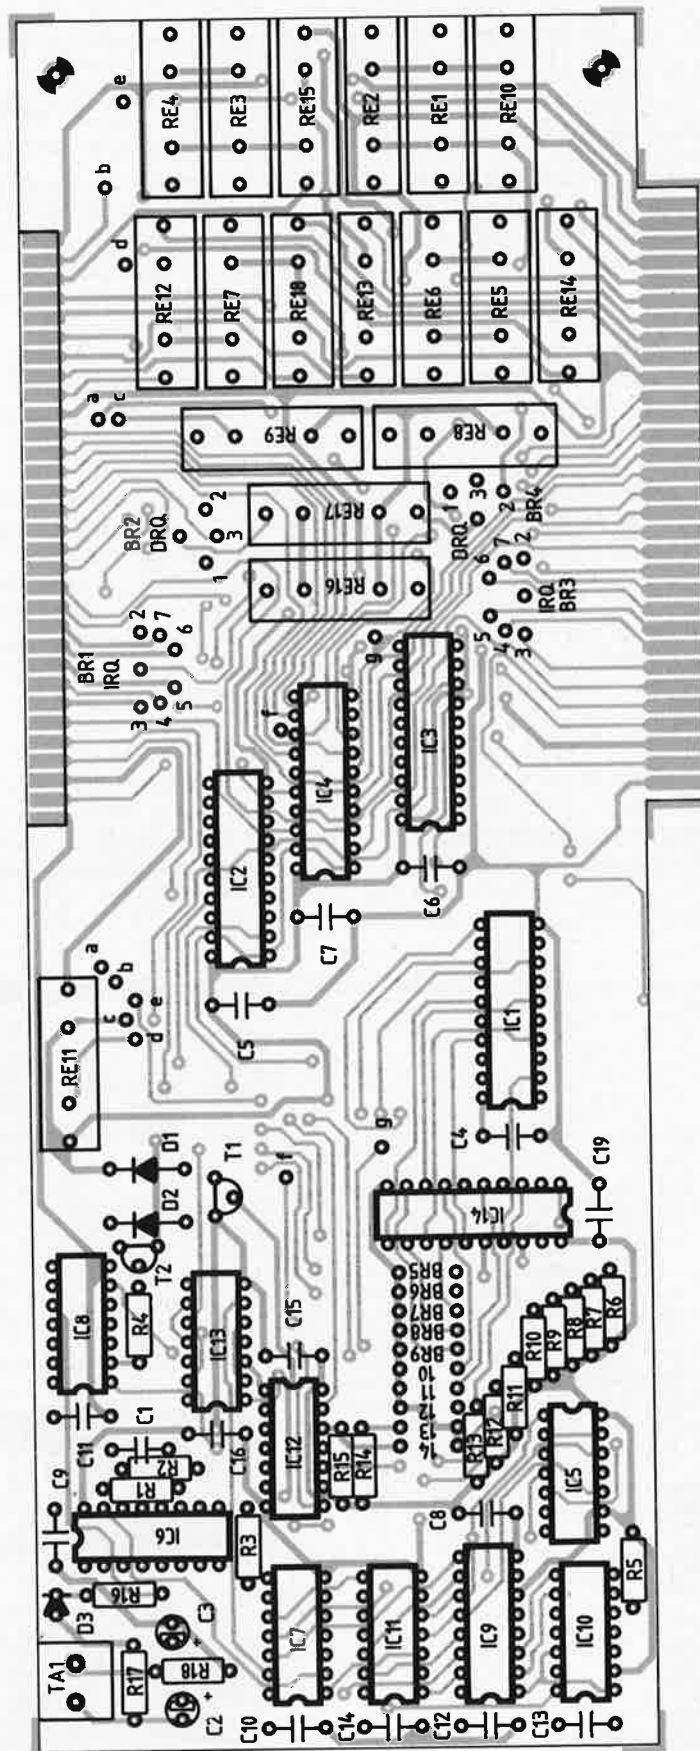 e
RE4
RE3
RE15
RE2
RE1
RE10
b
d
RE12
RE7
RE18
RE13
RE6
RE5
RE14
a
c
RE9
RE8
BR2
DRQ
2
3
1
RE17
RE16
1
3
2
DRQ
BR4
6
7
2
IRQ
BR3
5
4
3
BR1
IRQ
2
7
6
3
4
5
g
f
IC3
IC4
IC2
C6
C7
C5
a
b
c
e
d
RE11
IC1
C4
g
f
D1
D2
T1
T2
IC14
C19
IC8
R4
IC13
C15
BR5
BR6
BR7
BR8
BR9
10
11
12
13
14
R6
R7
R8
R9
R10
R11
R12
R13
C11
C1
C16
IC12
R15
R14
R2
R1
C9
IC6
R3
C8
IC5
R5
D3
R16
C3
+
TA1
R17
R18
C2
+
IC7
IC11
IC9
IC10
C10
C14
C12
C13